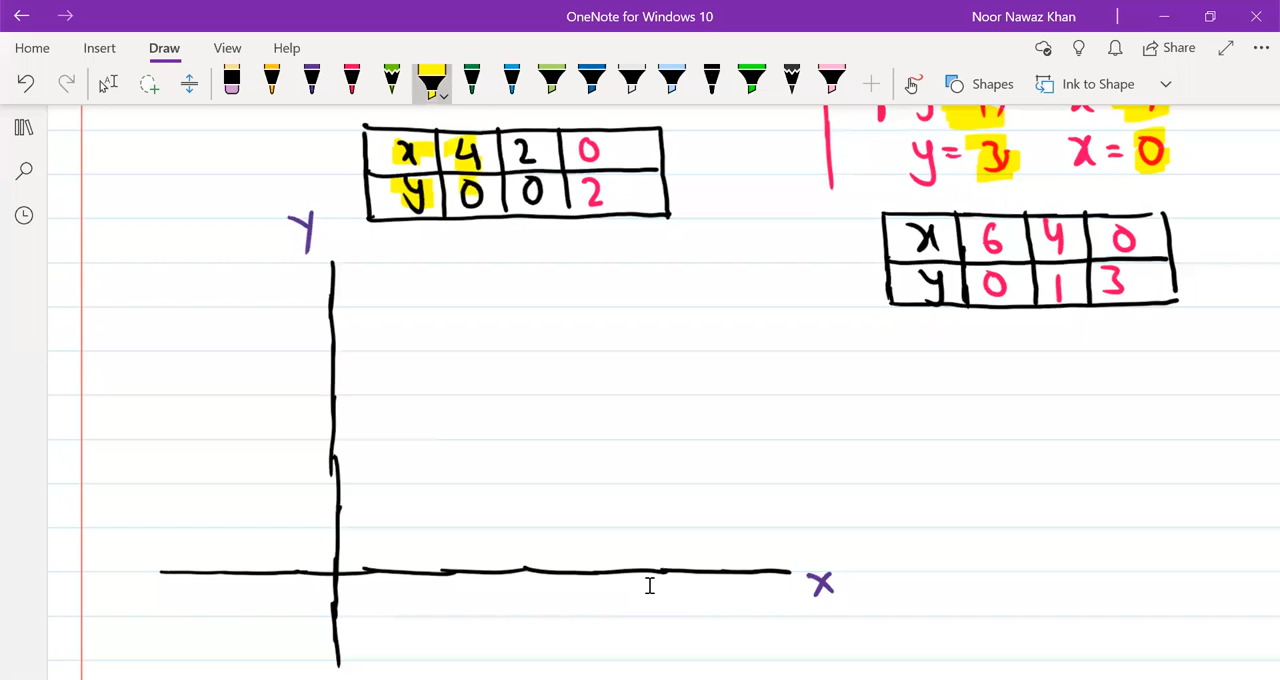 OneNote for Windows 10
Noor Nawaz Khan
Home Insert Draw View Help
Share
Shapes
Ink to Shape
y= 3 x = 0
x 4 2 0
y 0 0 2
x 6 4 0
y 0 1 3
Y
X